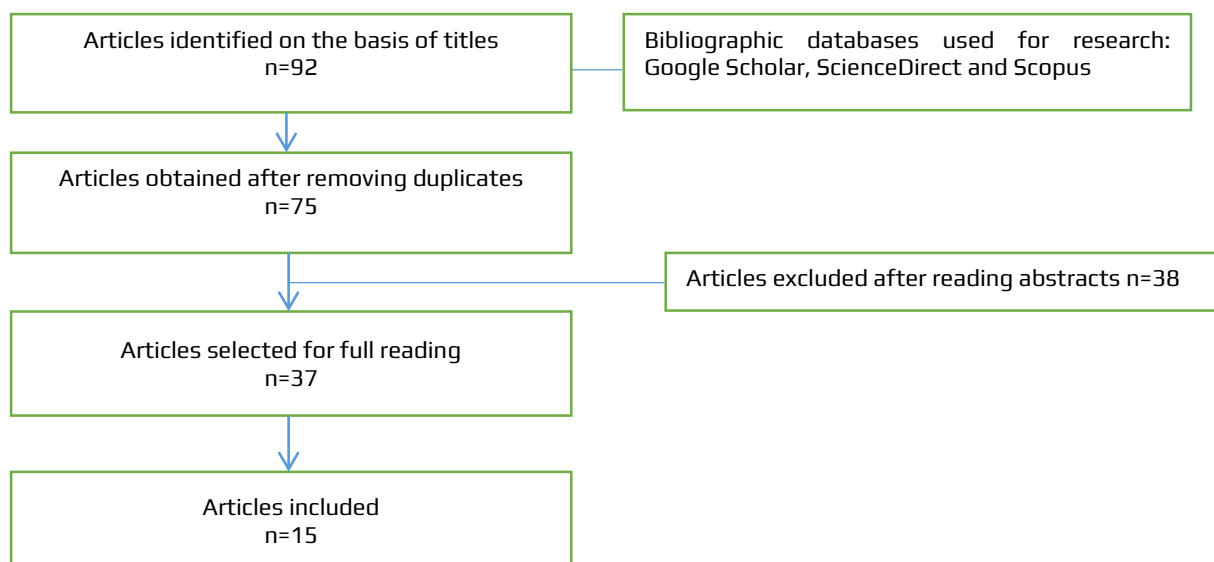 Articles identified on the basis of titles
n=92
Bibliographic databases used for research:
Google Scholar, ScienceDirect and Scopus
Articles obtained after removing duplicates
n=75
Articles excluded after reading abstracts n=38
Articles selected for full reading
n=37
Articles included
n=15